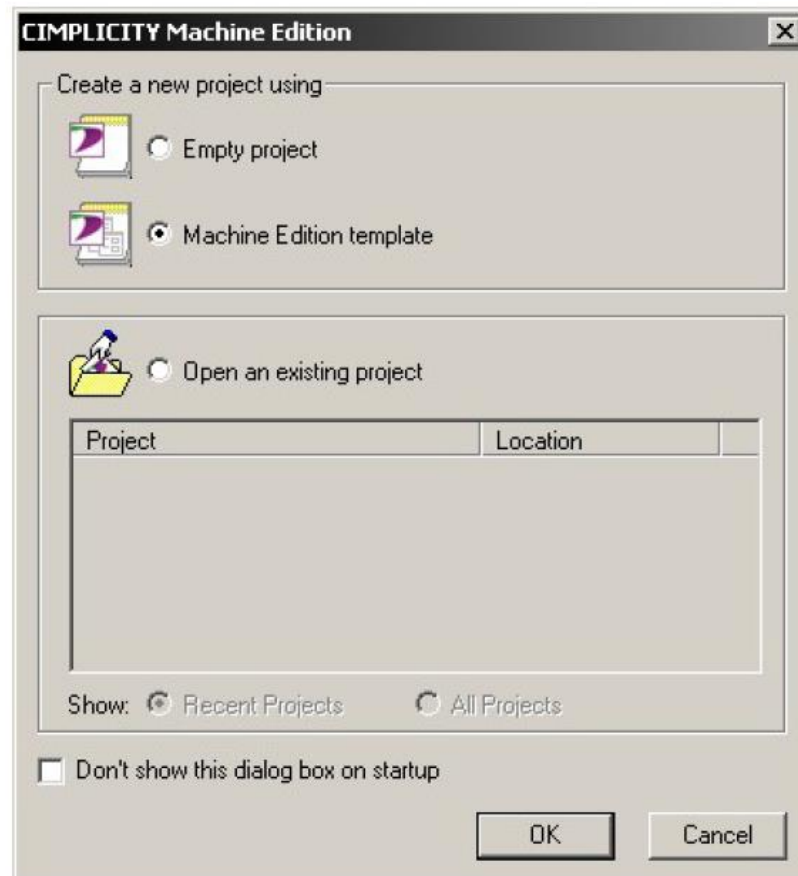 CIMPLICITY Machine Edition
Create a new project using
Empty project
Machine Edition template
Open an existing project
Project Location
Show: Recent Projects All Projects
Don't show this dialog box on startup
OK Cancel